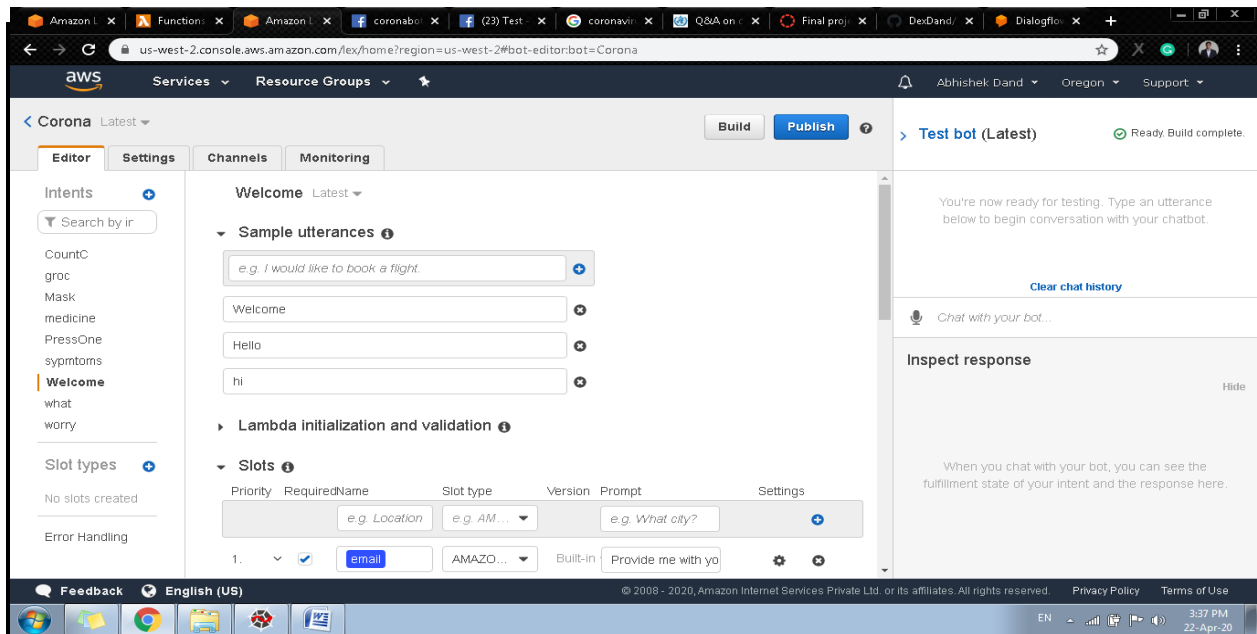 Amazon L
Functions
Amazon L
coronabot
(23) Test -
coronaviru
Q&A on c
Final proje
DexDand/
Dialogflow
us-west-2.console.aws.amazon.com/lex/home?region=us-west-2#bot-editor:bot=Corona
aws Services Resource Groups Abhishek Dand Oregon Support
Corona Latest Build Publish
Test bot (Latest) Ready. Build complete.
Editor Settings Channels Monitoring
Intents
Search by ir
CountC
groc
Mask
medicine
PressOne
sypmtoms
Welcome
what
worry
Slot types
No slots created
Error Handling
Welcome Latest
Sample utterances
e.g. I would like to book a flight.
Welcome
Hello
hi
Lambda initialization and validation
Slots
Priority Required Name Slot type Version Prompt Settings
e.g. Location e.g. AM... e.g. What city?
1. email AMAZO... Built-in Provide me with yo
You're now ready for testing. Type an utterance
below to begin conversation with your chatbot.
Clear chat history
Chat with your bot...
Inspect response
Hide
When you chat with your bot, you can see the
fulfillment state of your intent and the response here.
Feedback English (US) © 2008 - 2020, Amazon Internet Services Private Ltd. or its affiliates. All rights reserved. Privacy Policy Terms of Use
EN 3:37 PM
22-Apr-20